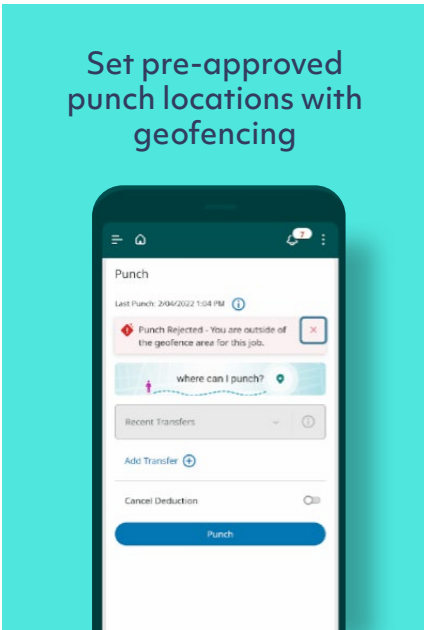 Set pre-approved
punch locations with
geofencing
7
Punch
Last Punch: 2/04/2022 1:04 PM
Punch Rejected - You are outside of
the geofence area for this job.
where can I punch?
Recent Transfers
Add Transfer
Cancel Deduction
Punch